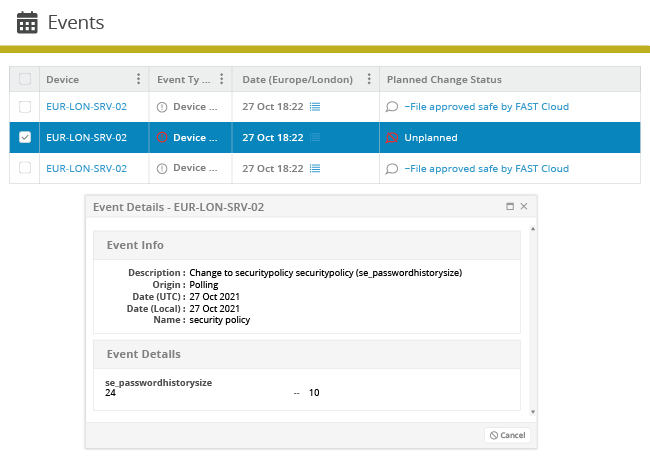 Events
Device Event Ty ... Date (Europe/London) Planned Change Status
EUR-LON-SRV-02 Device ... 27 Oct 18:22 ~File approved safe by FAST Cloud
EUR-LON-SRV-02 Device ... 27 Oct 18:22 Unplanned
EUR-LON-SRV-02 Device ... 27 Oct 18:22 ~File approved safe by FAST Cloud
Event Details - EUR-LON-SRV-02
Event Info
Description : Change to securitypolicy securitypolicy (se_passwordhistorysize)
Origin : Polling
Date (UTC) : 27 Oct 2021
Date (Local) : 27 Oct 2021
Name : security policy
Event Details
se_passwordhistorysize
24 -- 10
Cancel